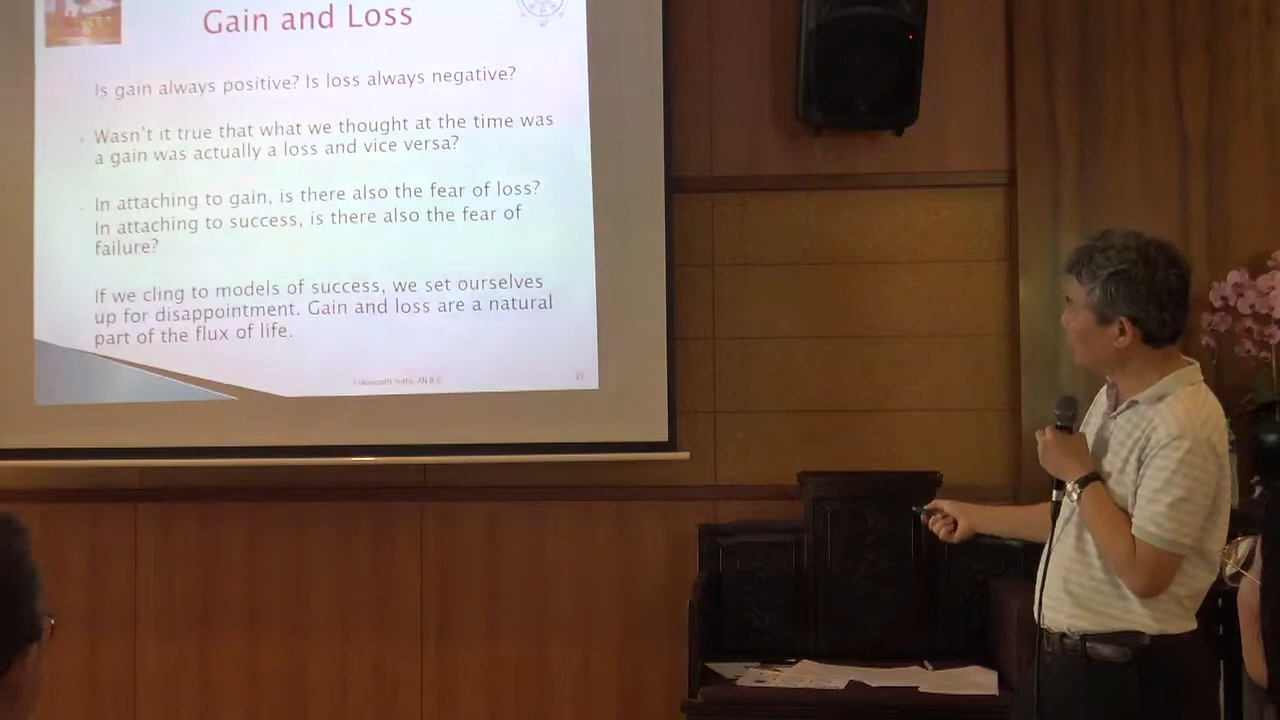 Gain and Loss
Is gain always positive? Is loss always negative?
Wasn't it true that what we thought at the time was
a gain was actually a loss and vice versa?
In attaching to gain, is there also the fear of loss?
In attaching to success, is there also the fear of
failure?
If we cling to models of success, we set ourselves
up for disappointment. Gain and loss are a natural
part of the flux of life.
AN 8.6